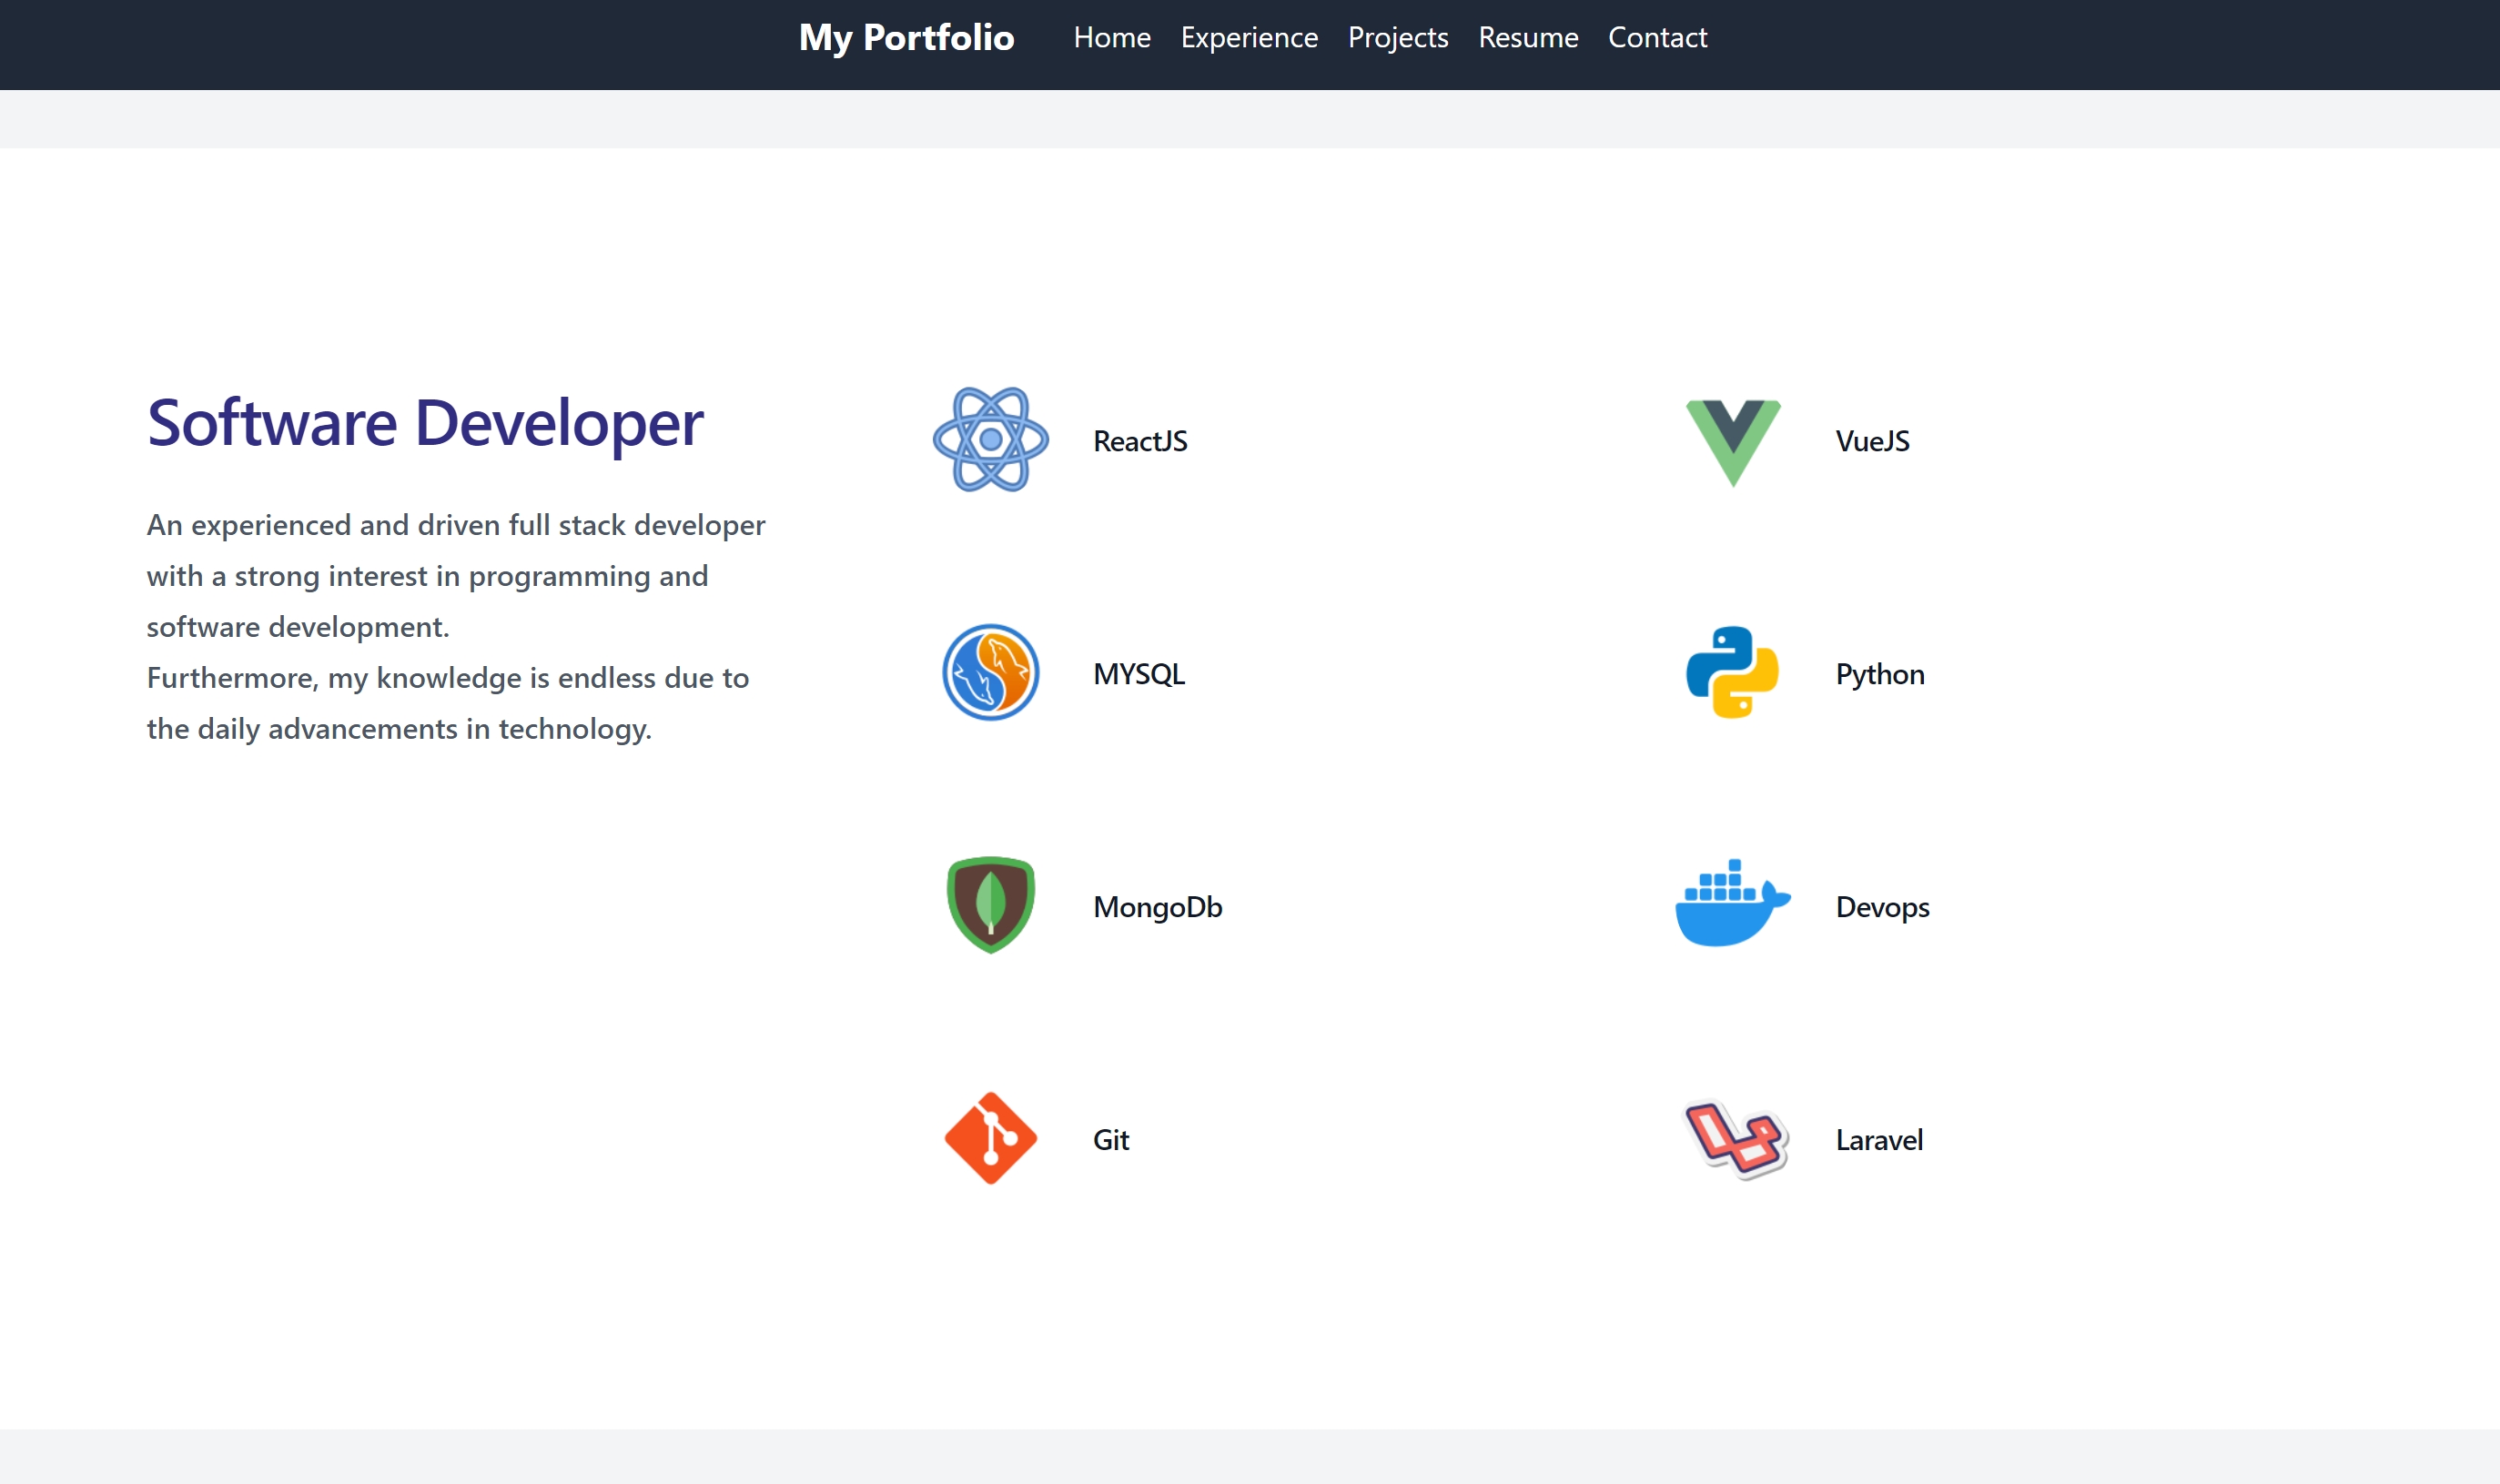 My Portfolio
Home Experience Projects Resume Contact
Software Developer
An experienced and driven full stack developer
with a strong interest in programming and
software development.
Furthermore, my knowledge is endless due to
the daily advancements in technology.
ReactJS
VueJS
MYSQL
Python
MongoDb
Devops
Git
Laravel